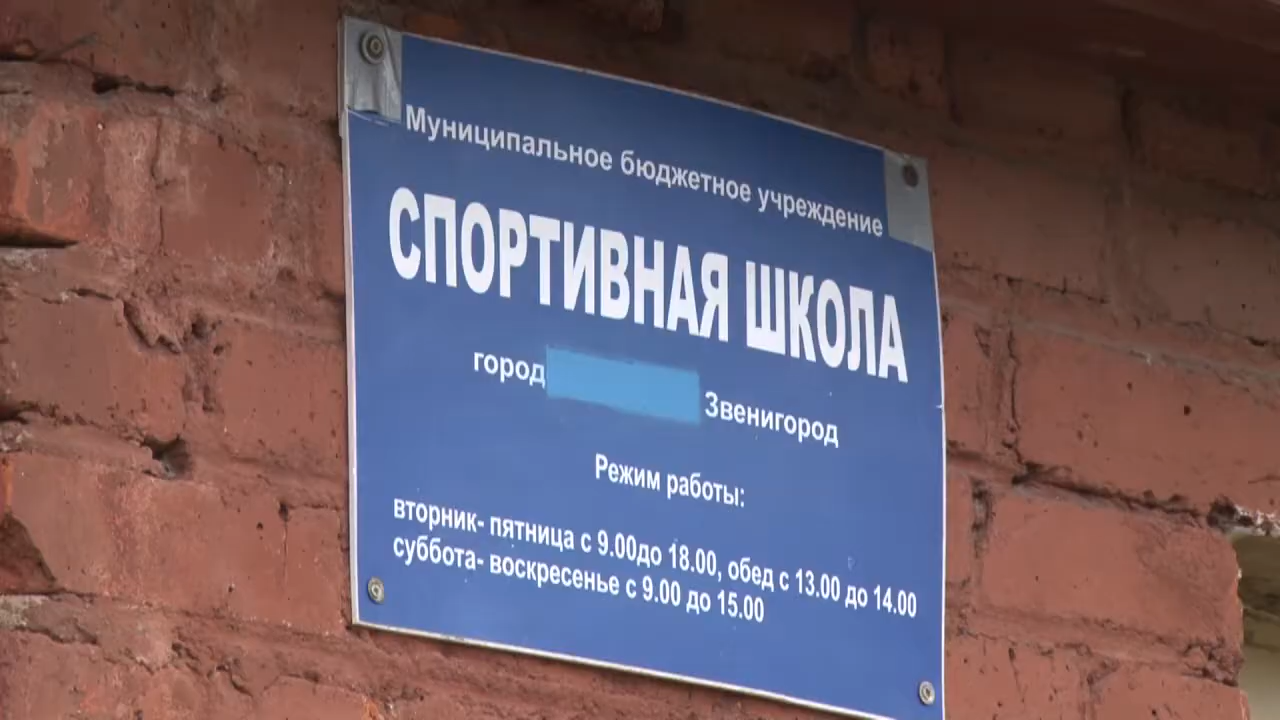 Муниципальное бюджетное учреждение
СПОРТИВНАЯ ШКОЛА
город Звенигород
Режим работы:
вторник- пятница с 9.00до 18.00, обед с 13.00 до 14.00
суббота- воскресенье с 9.00 до 15.00